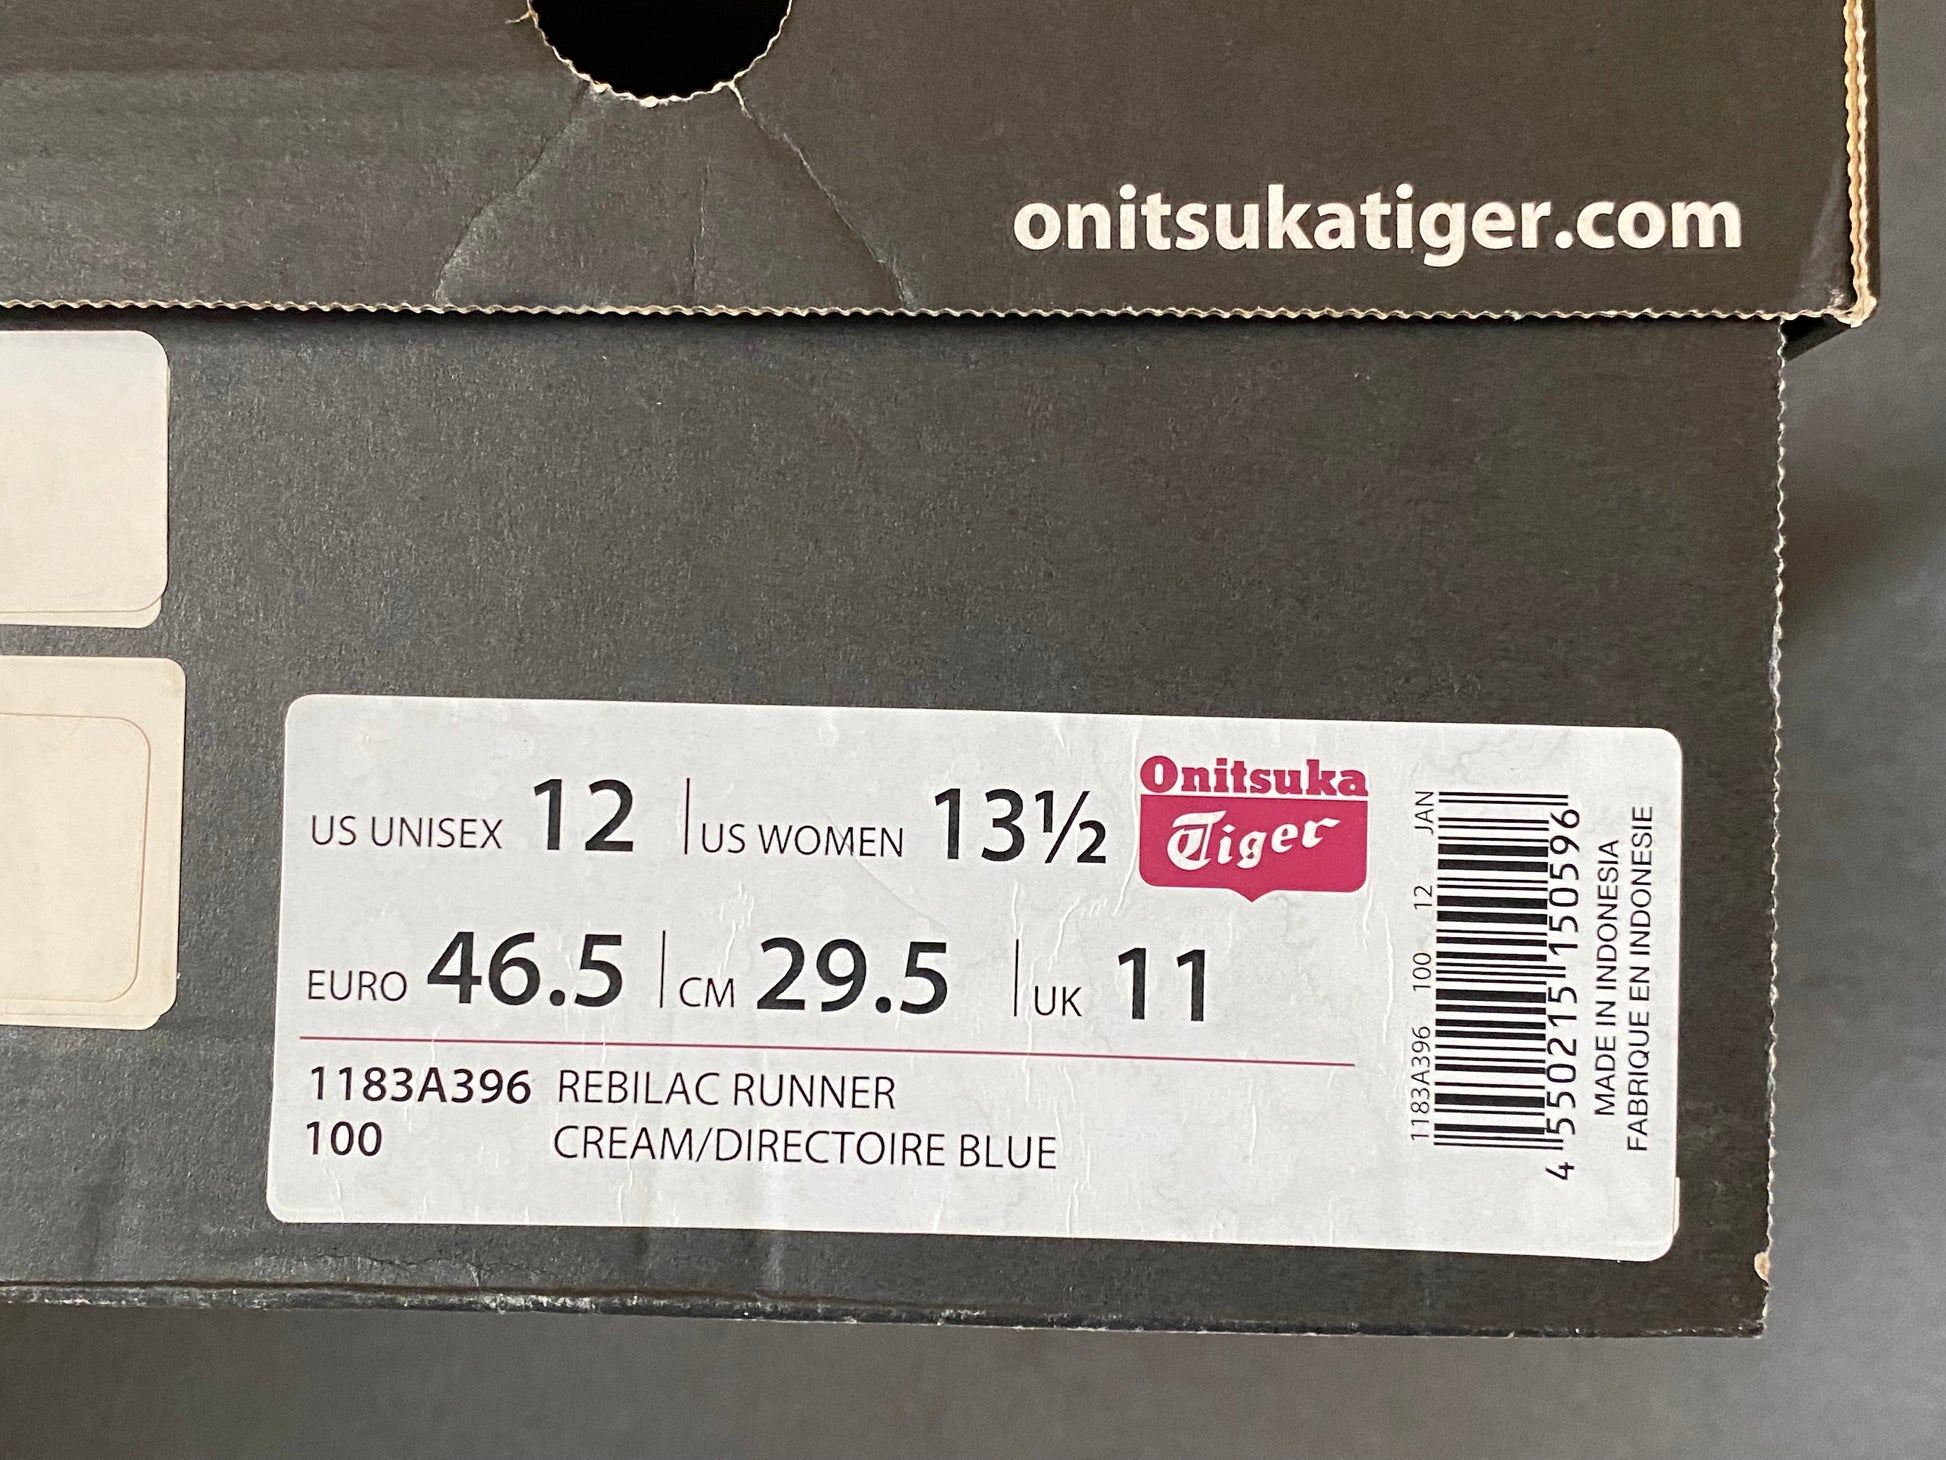 onitsukatiger.com
US UNISEX 12 | US WOMEN 13½
Onitsuka
Tiger
EURO 46.5 | CM 29.5 | UK 11
1183A396 REBILAC RUNNER
100 CREAM/DIRECTOIRE BLUE
1183A396 100 12 JAN
4 550215 150596
MADE IN INDONESIA
FABRIQUE EN INDONESIE